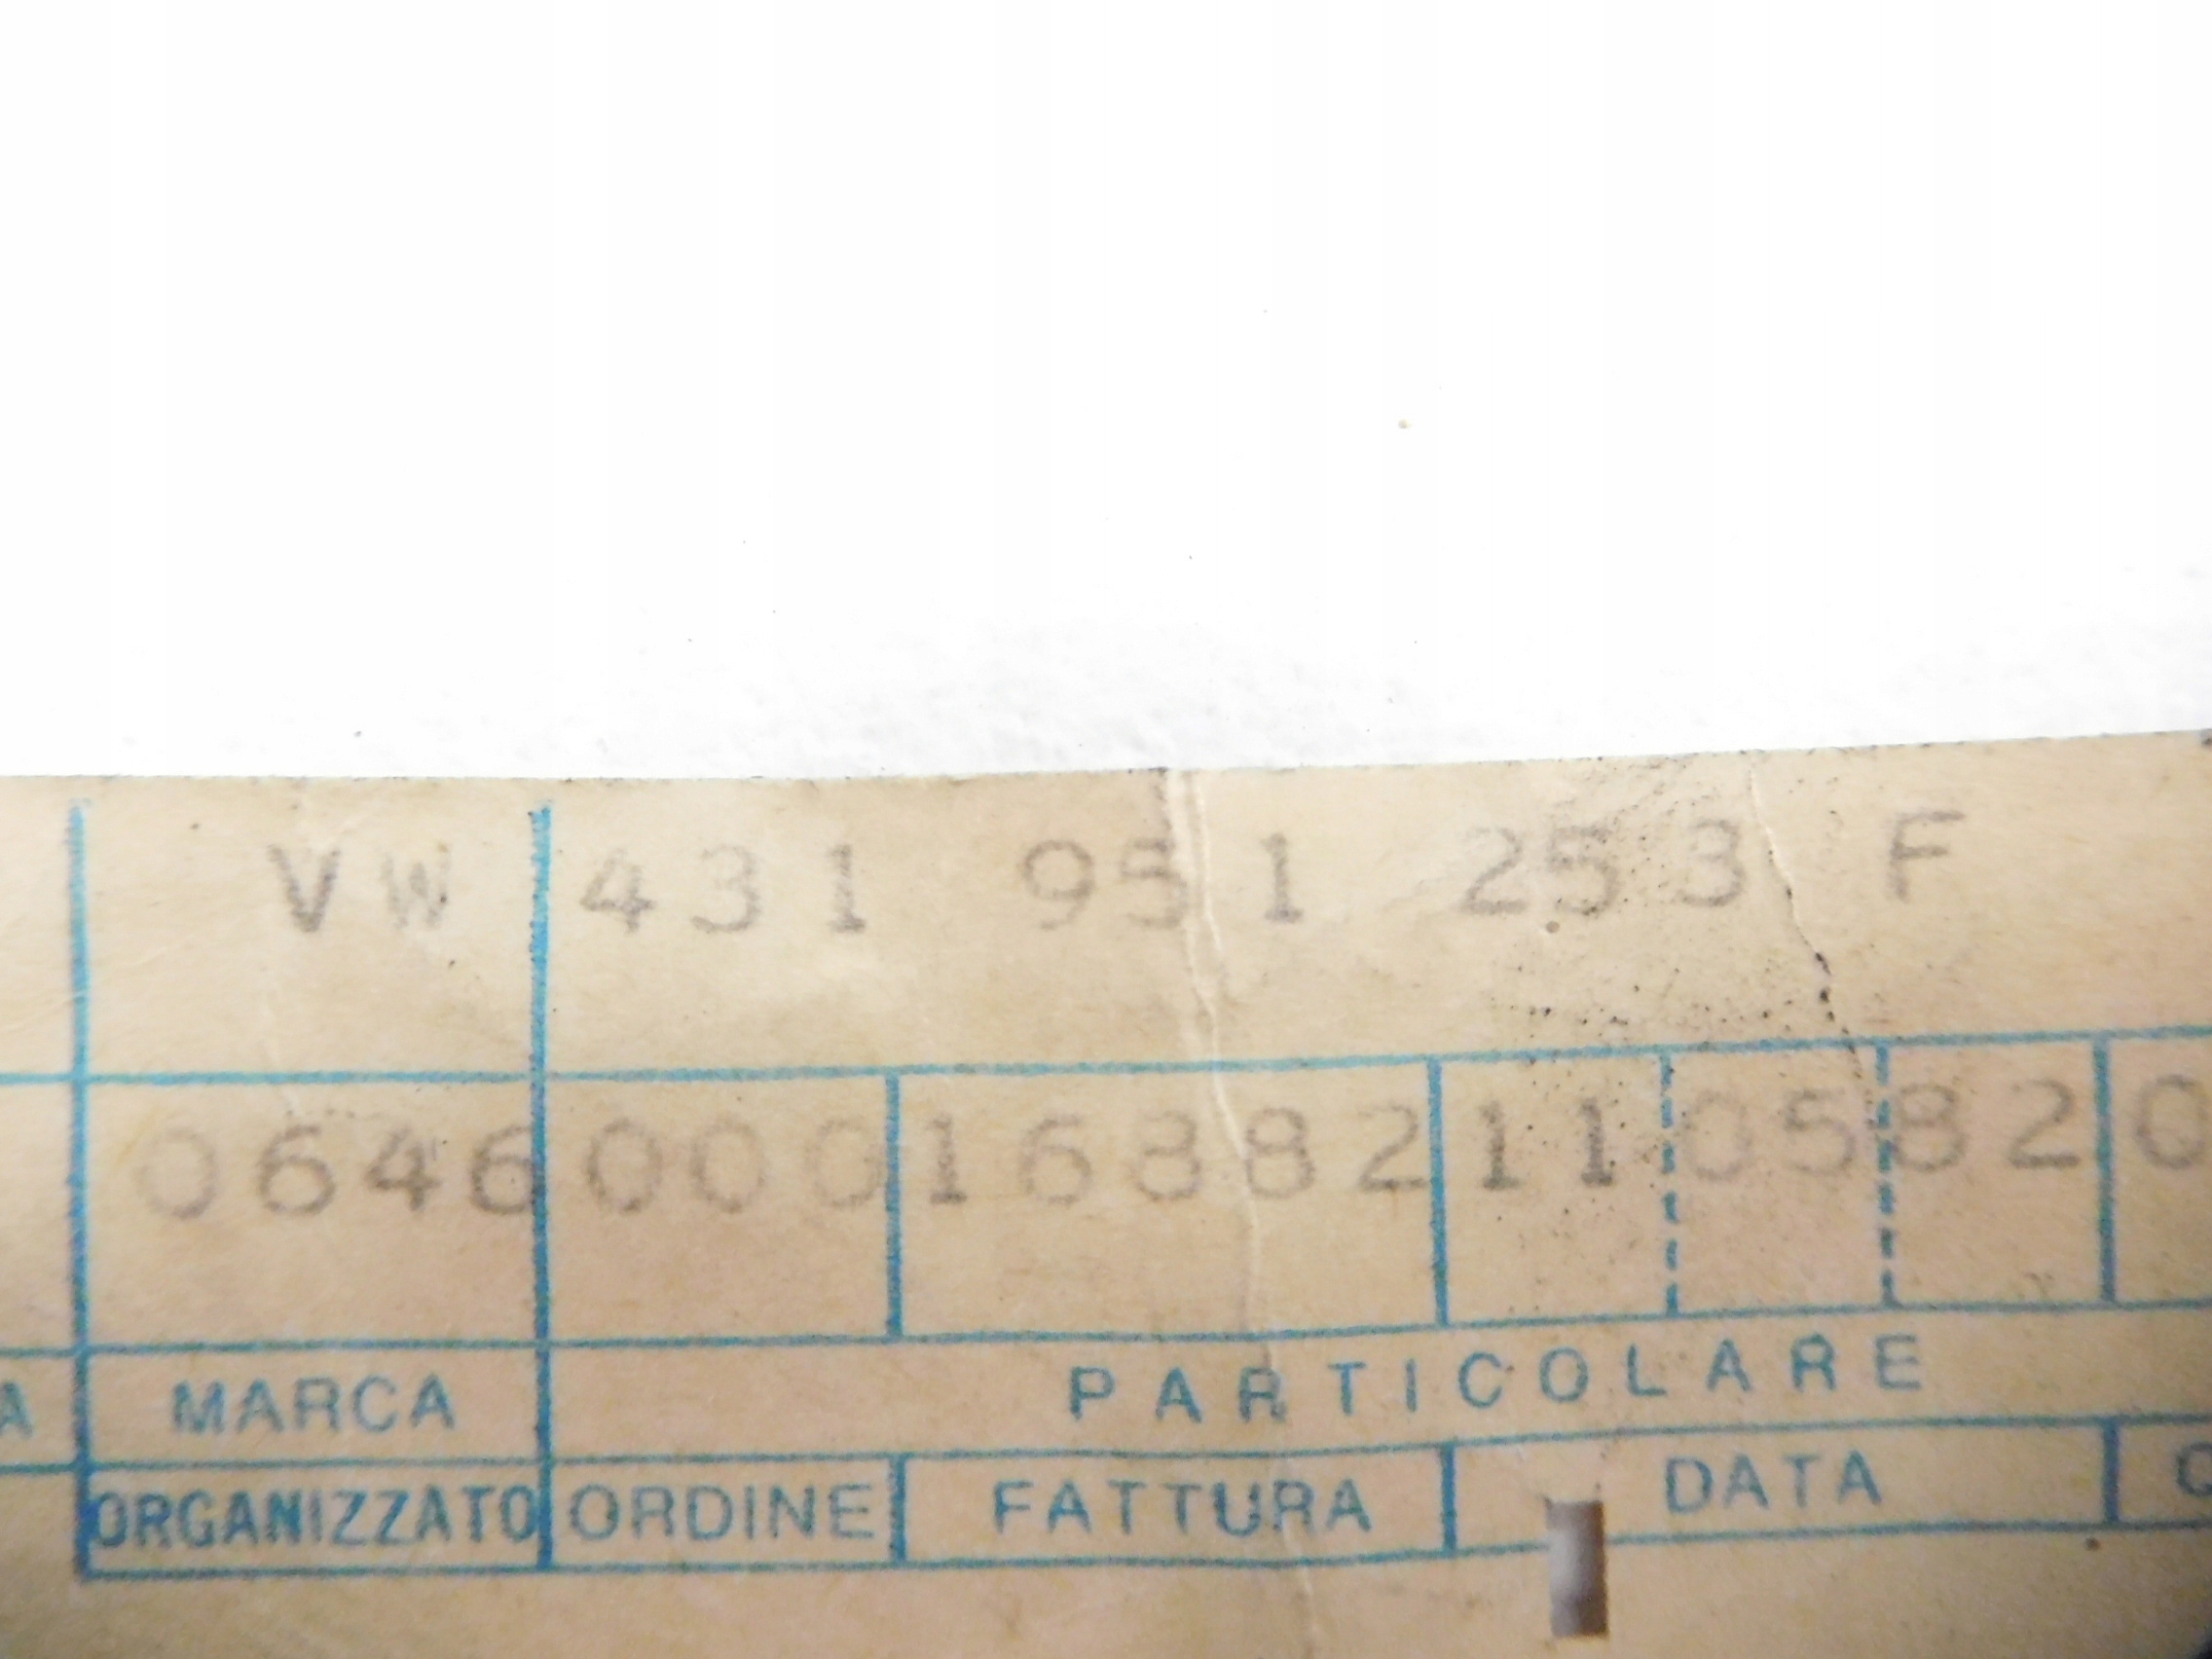 VW 431 951 253 F
0646 000 16882 11 05 82 0
A MARCA PARTICOLARE
ORGANIZZATO ORDINE FATTURA DATA